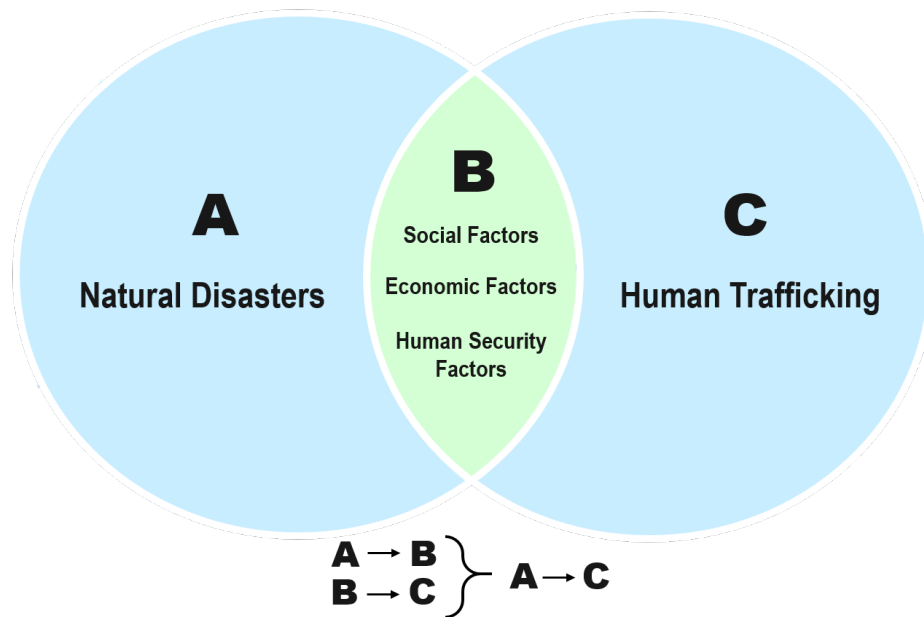 A
Natural Disasters
B
Social Factors
Economic Factors
Human Security
Factors
C
Human Trafficking
A → B
B → C
A → C